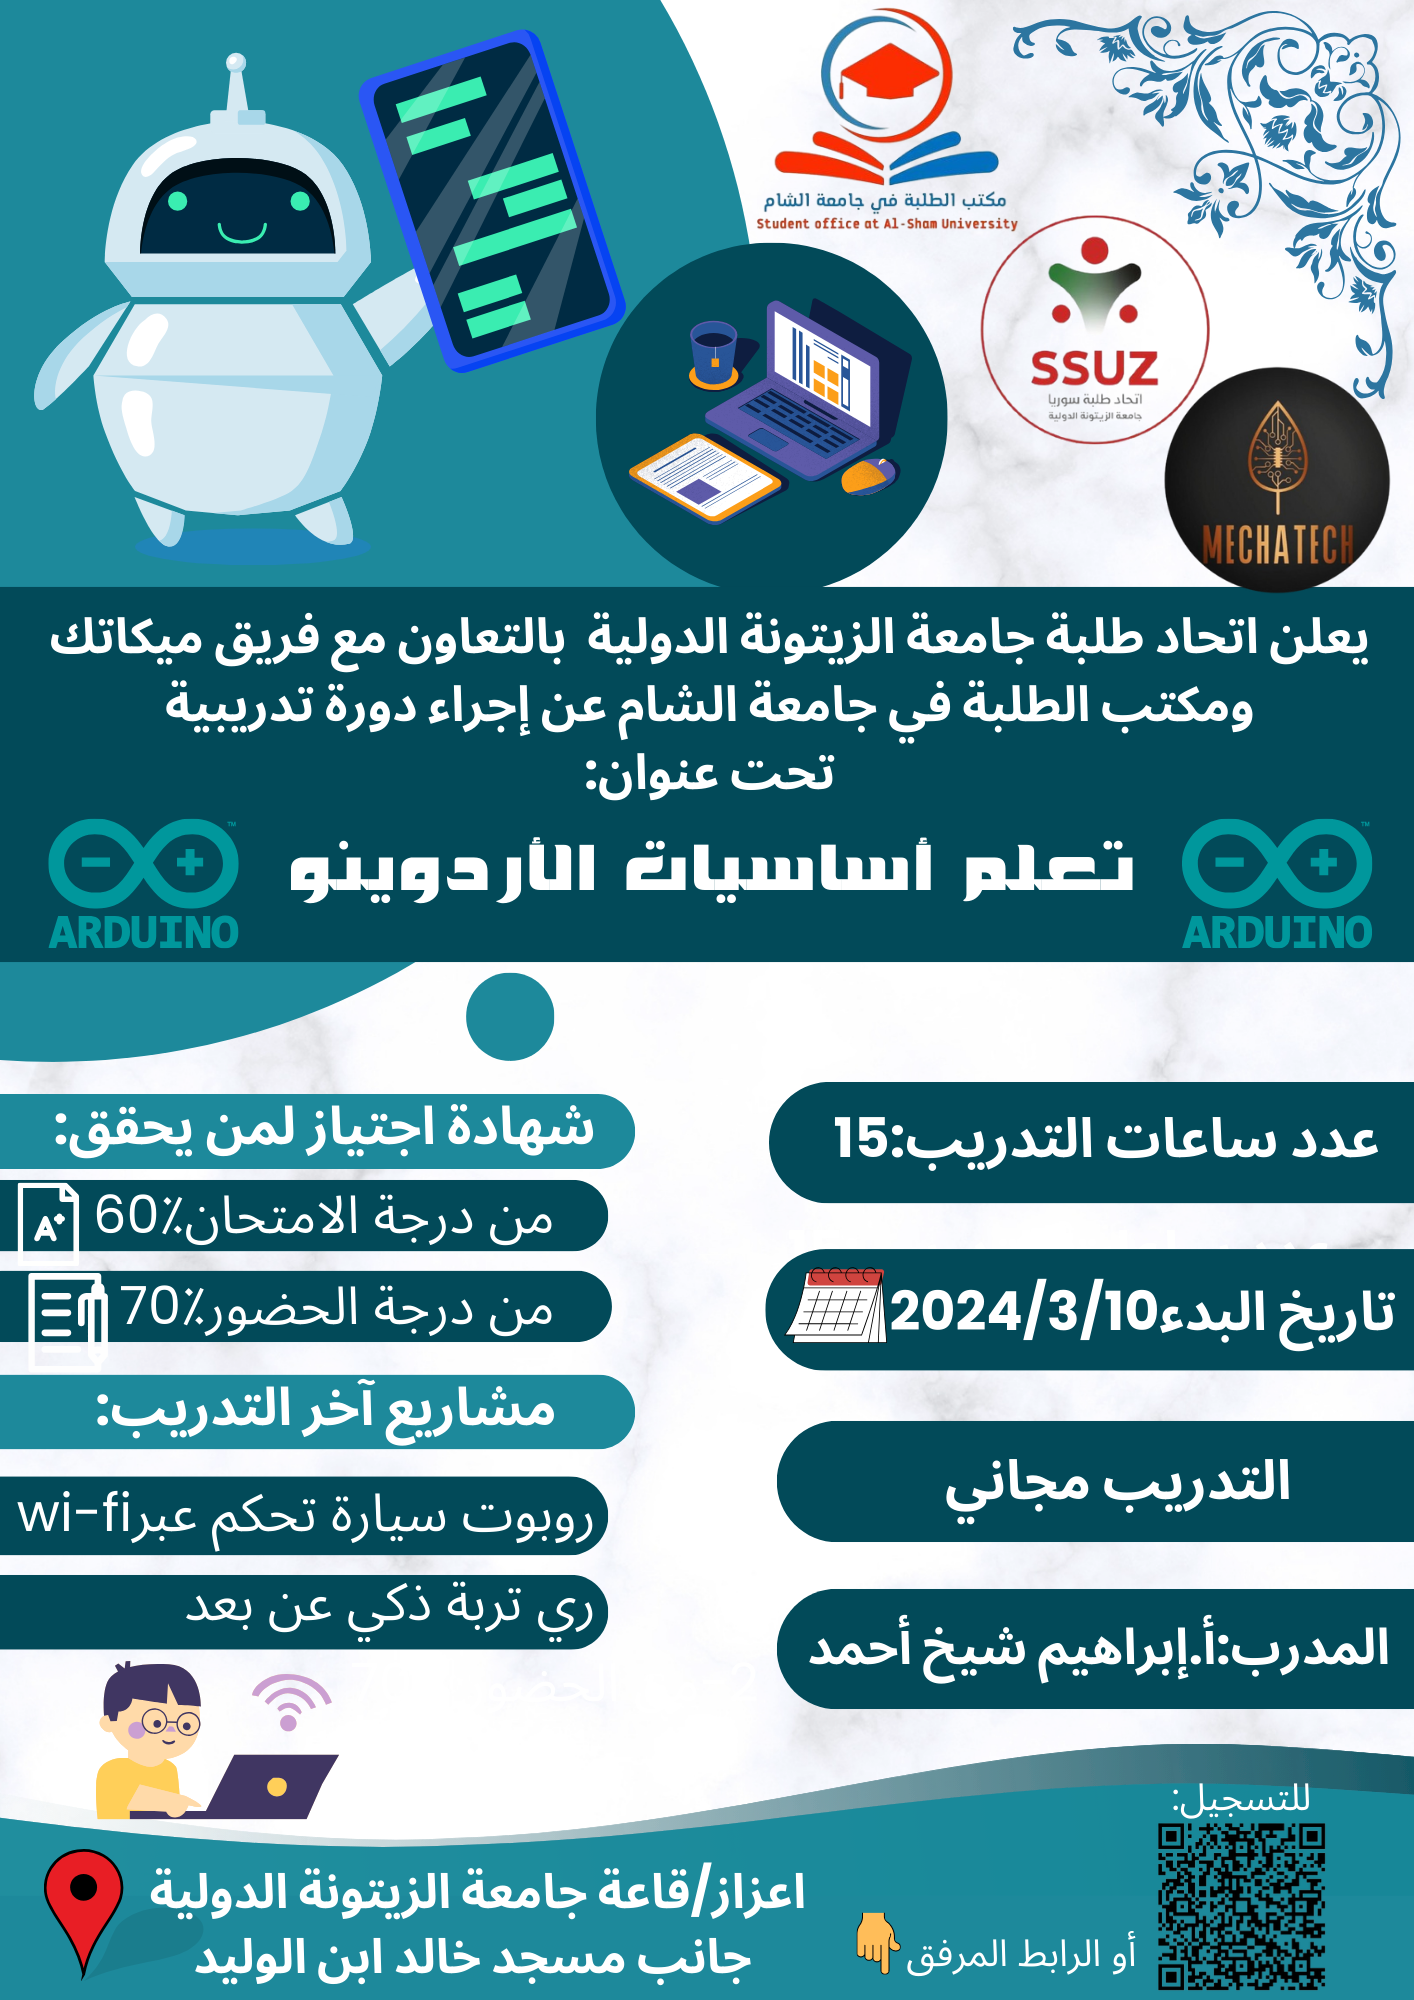 مكتب الطلبة في جامعة الشام
Student office at Al-Sham University
SSUZ
اتحاد طلبة سوريا
جامعة الزيتونة الدولية
MECHATECH
يعلن اتحاد طلبة جامعة الزيتونة الدولية بالتعاون مع فريق ميكاتك
ومكتب الطلبة في جامعة الشام عن إجراء دورة تدريبية
تحت عنوان:
تعلم أساسيات الأردوينو
ARDUINO
ARDUINO
عدد ساعات التدريب:15
تاريخ البدء2024/3/10
التدريب مجاني
المدرب:أ.إبراهيم شيخ أحمد
شهادة اجتياز لمن يحقق:
من درجة الامتحان٪60
A+
من درجة الحضور٪70
مشاريع آخر التدريب:
روبوت سيارة تحكم عبرwi-fi
ري تربة ذكي عن بعد
للتسجيل:
أو الرابط المرفق
اعزاز/قاعة جامعة الزيتونة الدولية
جانب مسجد خالد ابن الوليد